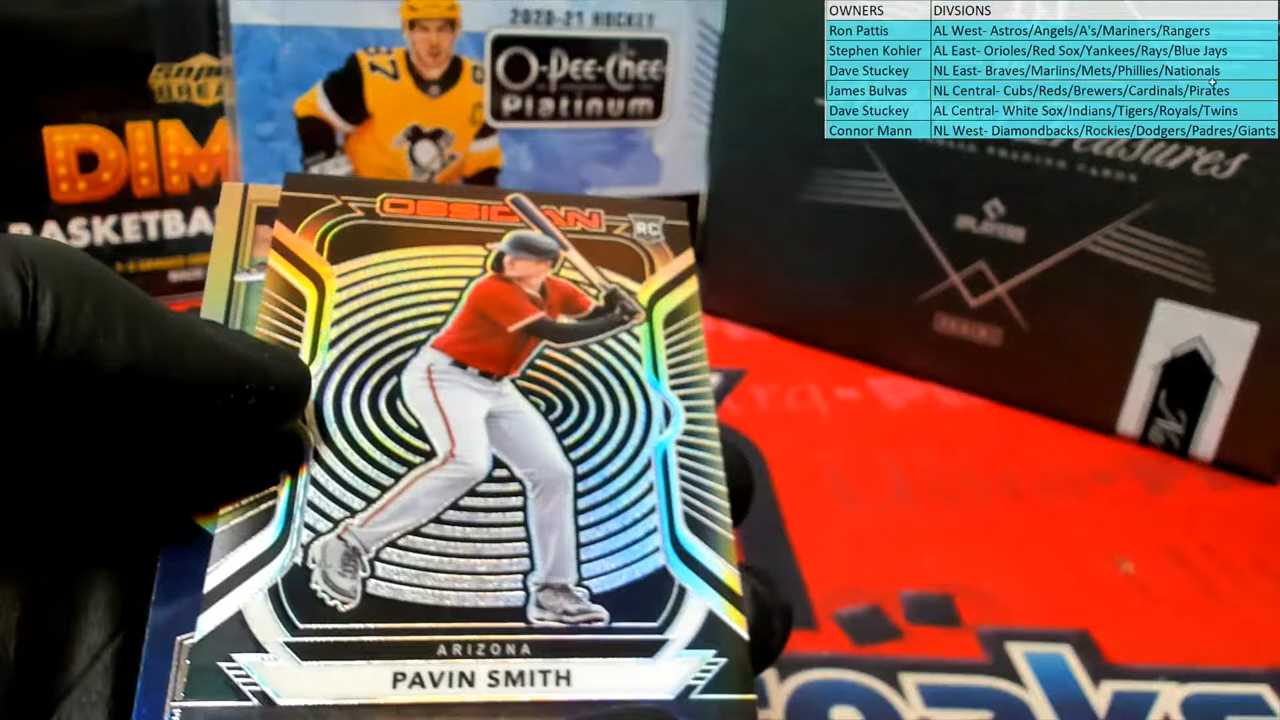 OWNERS DIVSIONS
Ron Pattis AL West- Astros/Angels/A's/Mariners/Rangers
Stephen Kohler AL East- Orioles/Red Sox/Yankees/Rays/Blue Jays
Dave Stuckey NL East- Braves/Marlins/Mets/Phillies/Nationals
James Bulvas NL Central- Cubs/Reds/Brewers/Cardinals/Pirates
Dave Stuckey AL Central- White Sox/Indians/Tigers/Royals/Twins
Connor Mann NL West- Diamondbacks/Rockies/Dodgers/Padres/Giants
2020-21 HOCKEY
O-Pee-Chee
Platinum
DIM
BASKETBA
TRADING CARDS
OBSIDIAN
RC
ARIZONA
PAVIN SMITH